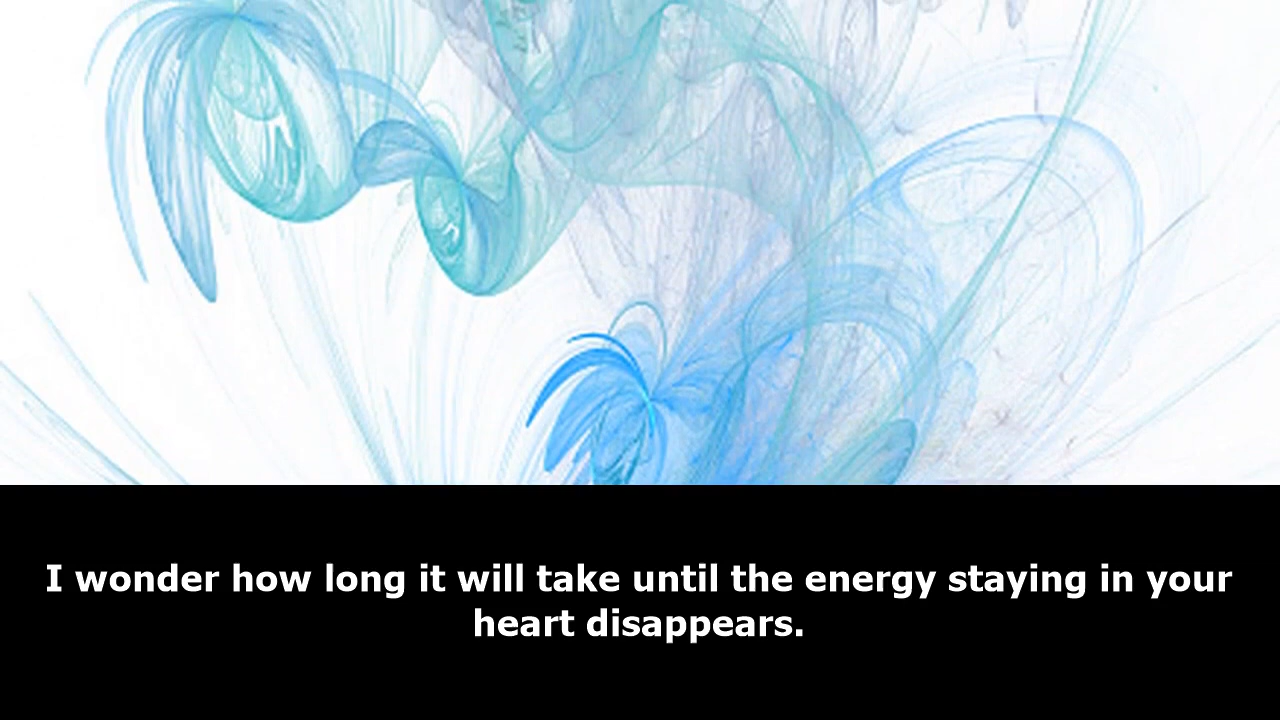 I wonder how long it will take until the energy staying in your
heart disappears.